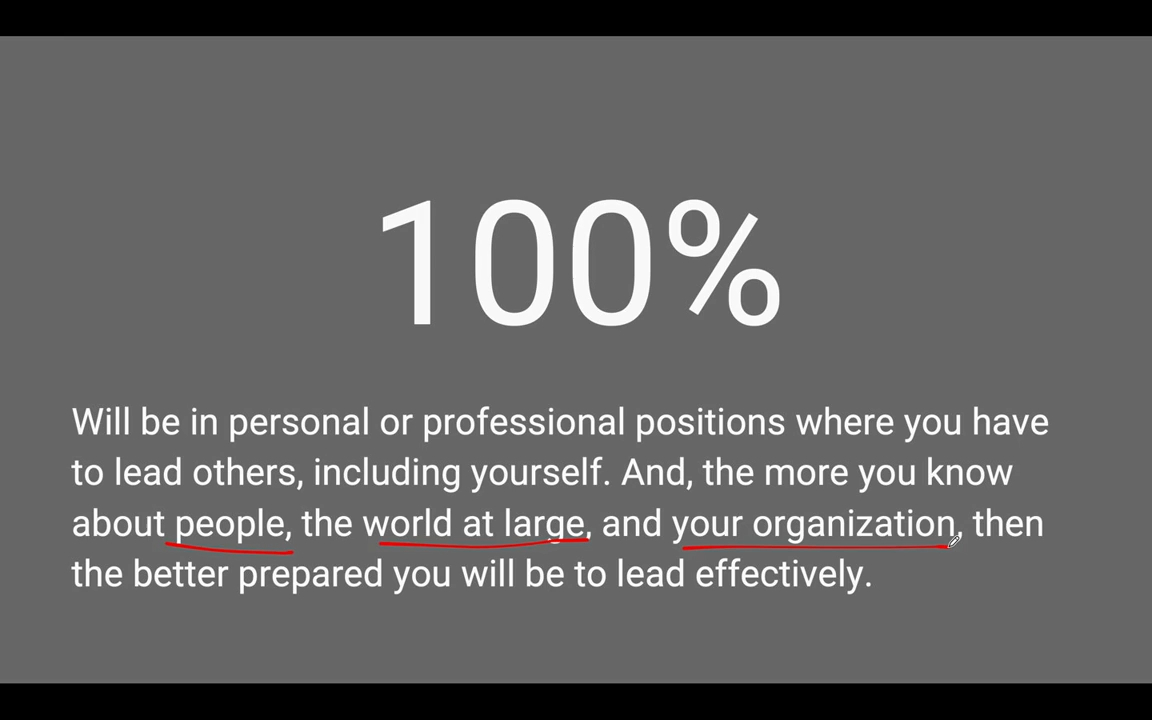 100%
Will be in personal or professional positions where you have
to lead others, including yourself. And, the more you know
about people, the world at large, and your organization, then
the better prepared you will be to lead effectively.